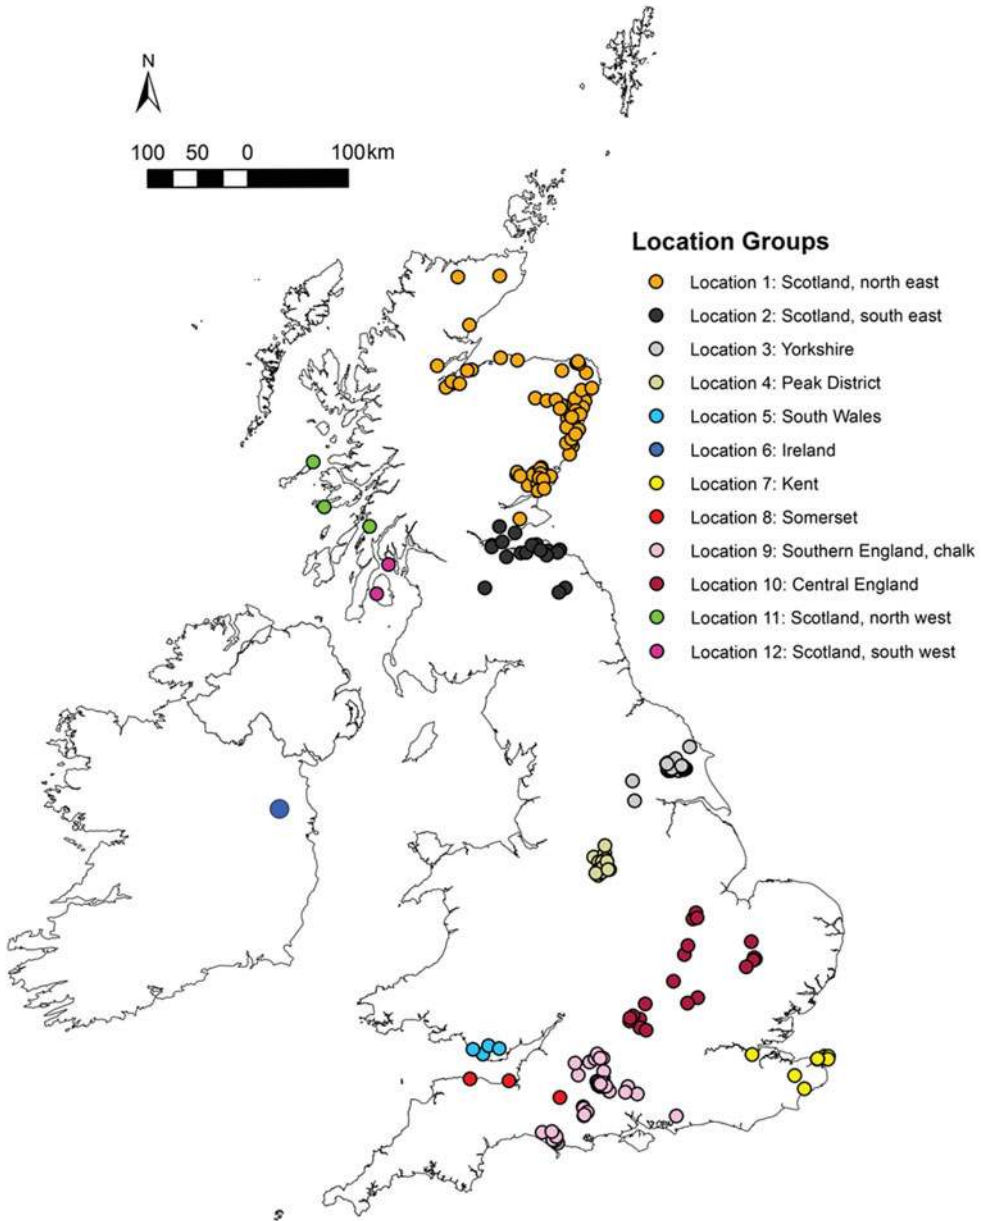 N
100 50 0 100km
Location Groups
Location 1: Scotland, north east
Location 2: Scotland, south east
Location 3: Yorkshire
Location 4: Peak District
Location 5: South Wales
Location 6: Ireland
Location 7: Kent
Location 8: Somerset
Location 9: Southern England, chalk
Location 10: Central England
Location 11: Scotland, north west
Location 12: Scotland, south west